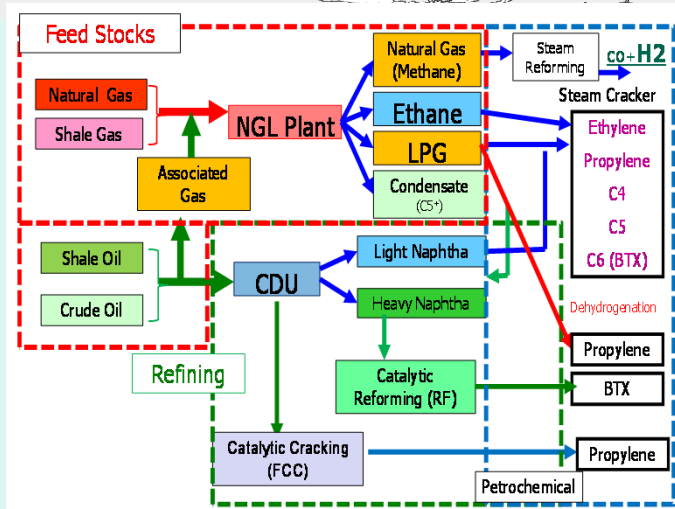 Feed Stocks
Natural Gas
(Methane)
Steam
Reforming
CO+H2
Natural Gas
Shale Gas
NGL Plant
Ethane
LPG
Condensate
(C5+)
Steam Cracker
Ethylene
Propylene
C4
C5
C6 (BTX)
Associated
Gas
Shale Oil
Crude Oil
CDU
Light Naphtha
Heavy Naphtha
Dehydrogenation
Propylene
Refining
Catalytic
Reforming (RF)
BTX
Catalytic Cracking
(FCC)
Propylene
Petrochemical